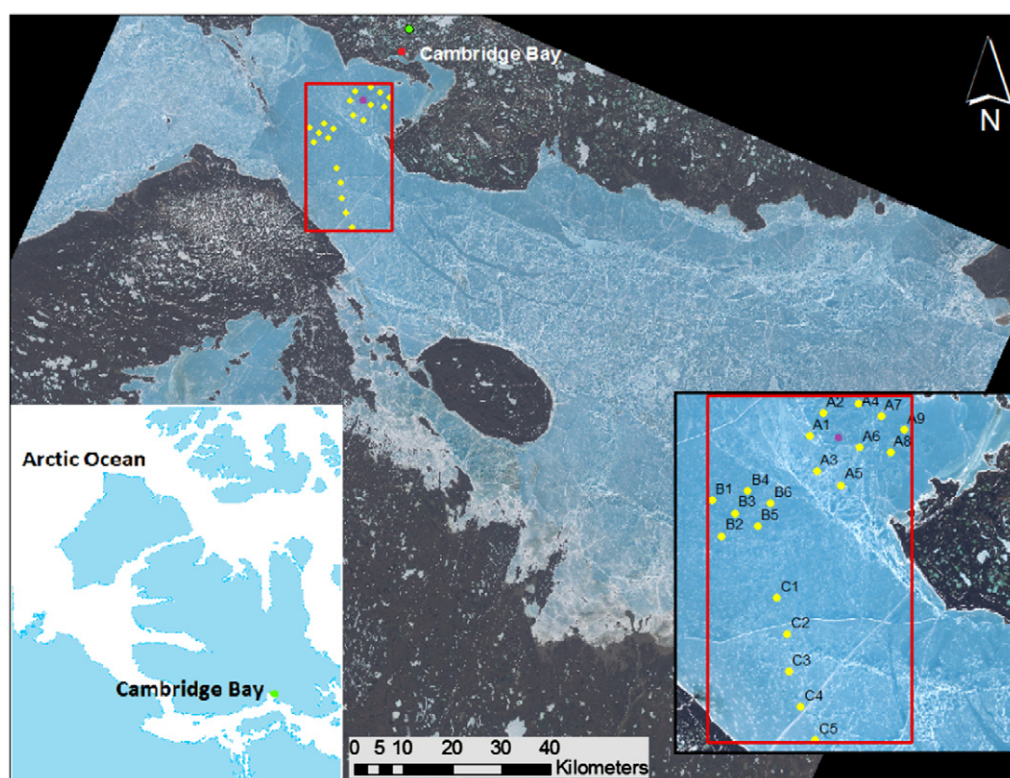 Cambridge Bay
N
A2
A4
A7
A1
A9
A6
A8
A3
A5
B4
B1
B6
B3
B2
B5
C1
C2
C3
C4
C5
Arctic Ocean
Cambridge Bay
0 5 10 20 30 40
Kilometers